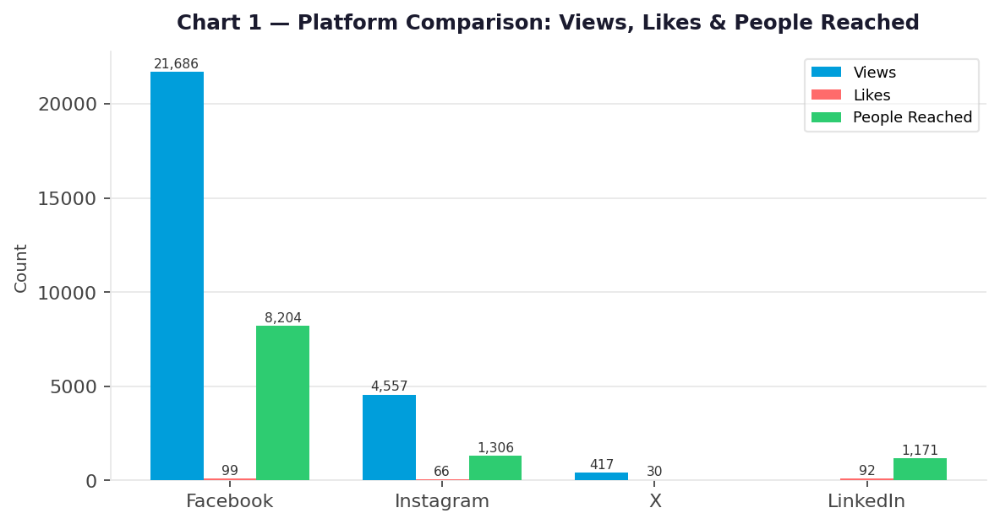 Chart 1 — Platform Comparison: Views, Likes & People Reached
Views
Likes
People Reached
Count
20000
15000
10000
5000
0
21,686
99
8,204
4,557
66
1,306
417
30
92
1,171
Facebook
Instagram
X
LinkedIn